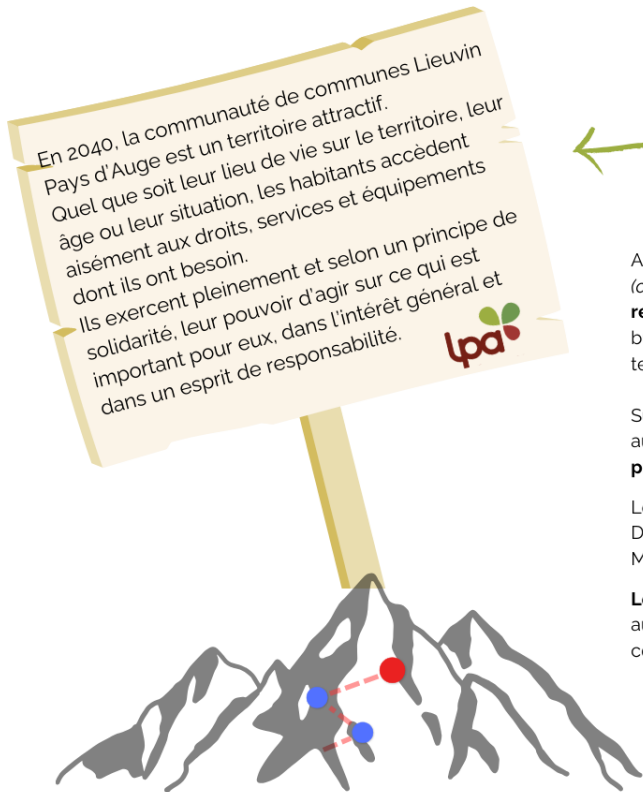 En 2040, la communauté de communes Lieuvin
Pays d'Auge est un territoire attractif.
Quel que soit leur lieu de vie sur le territoire, leur
âge ou leur situation, les habitants accèdent
aisément aux droits, services et équipements
dont ils ont besoin.
Ils exercent pleinement et selon un principe de
solidarité, leur pouvoir d'agir sur ce qui est
important pour eux, dans l'intérêt général et
dans un esprit de responsabilité.
lpa